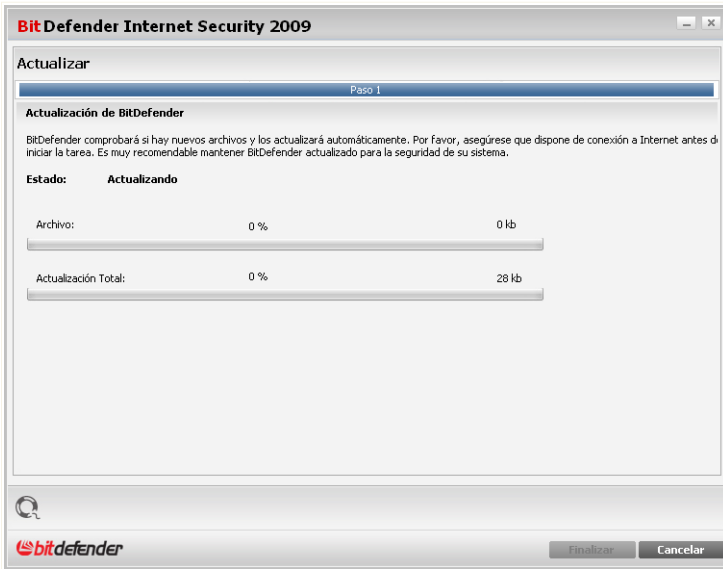 BitDefender Internet Security 2009
Actualizar
Paso 1
Actualización de BitDefender
BitDefender comprobará si hay nuevos archivos y los actualizará automáticamente. Por favor, asegúrese que dispone de conexión a Internet antes de
iniciar la tarea. Es muy recomendable mantener BitDefender actualizado para la seguridad de su sistema.
Estado: Actualizando
Archivo: 0 % 0 kb
Actualización Total: 0 % 28 kb
bitdefender
Finalizar Cancelar